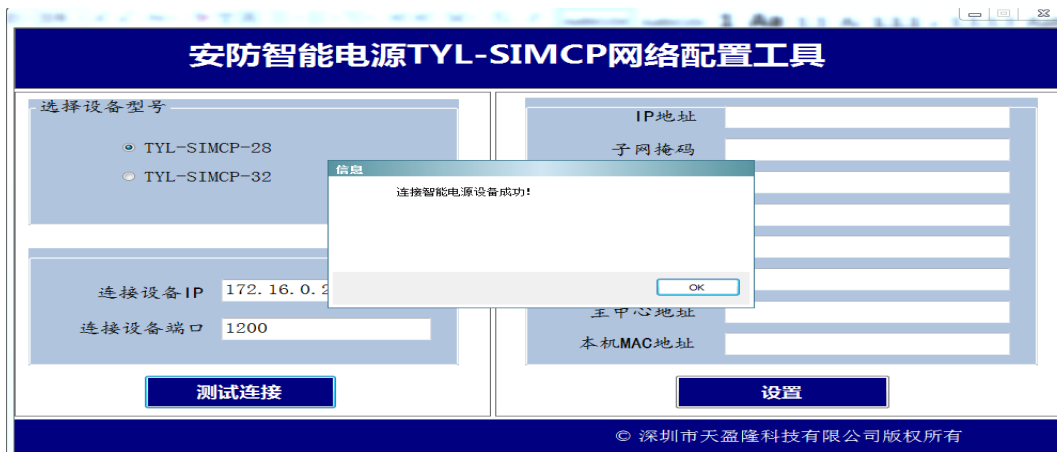 安防智能电源TYL-SIMCP网络配置工具
选择设备型号
TYL-SIMCP-28
TYL-SIMCP-32
连接设备IP 172.16.0.2
连接设备端口 1200
测试连接
IP地址
子网掩码
信息
连接智能电源设备成功!
OK
主中心地址
本机MAC地址
设置
© 深圳市天盈隆科技有限公司版权所有